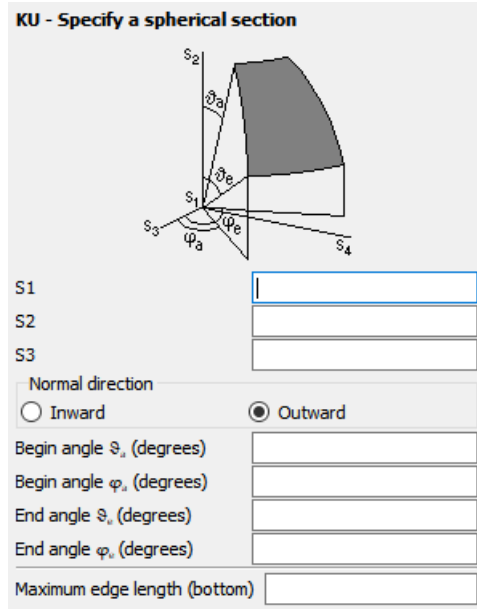 KU - Specify a spherical section
S2
ϑa
ϑe
S1
S3
φa
φe
S4
S1
S2
S3
Normal direction
Inward Outward
Begin angle ϑa (degrees)
Begin angle φa (degrees)
End angle ϑe (degrees)
End angle φe (degrees)
Maximum edge length (bottom)